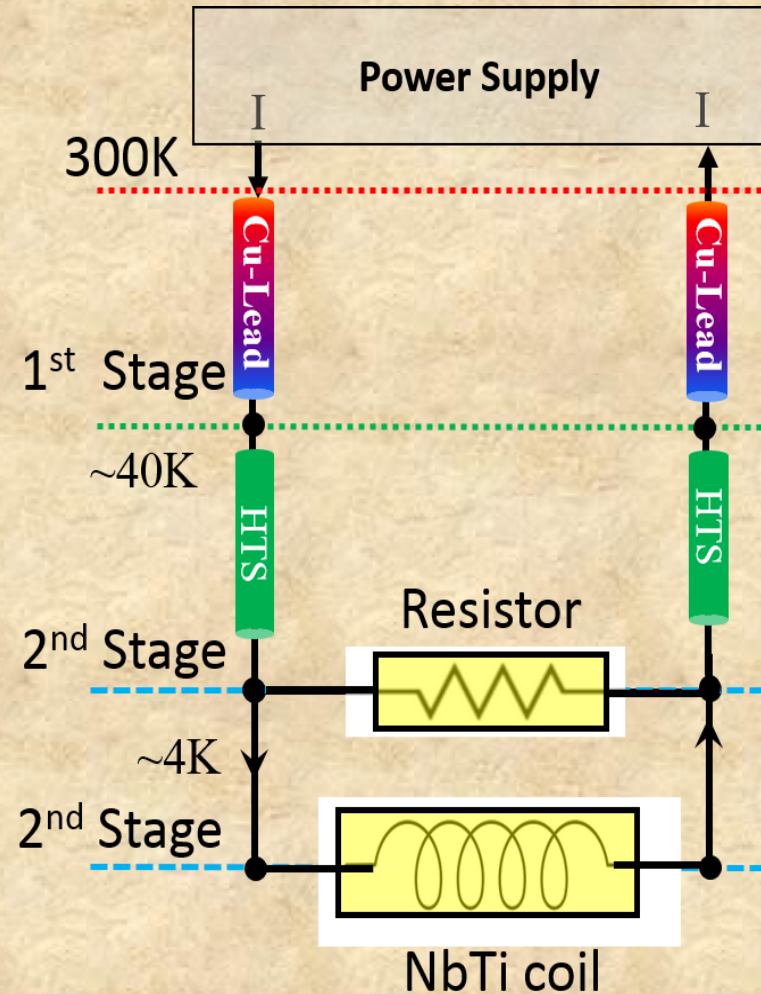 Power Supply
I
I
300K
Cu-Lead
Cu-Lead
1st Stage
~40K
HTS
HTS
Resistor
2nd Stage
~4K
2nd Stage
NbTi coil